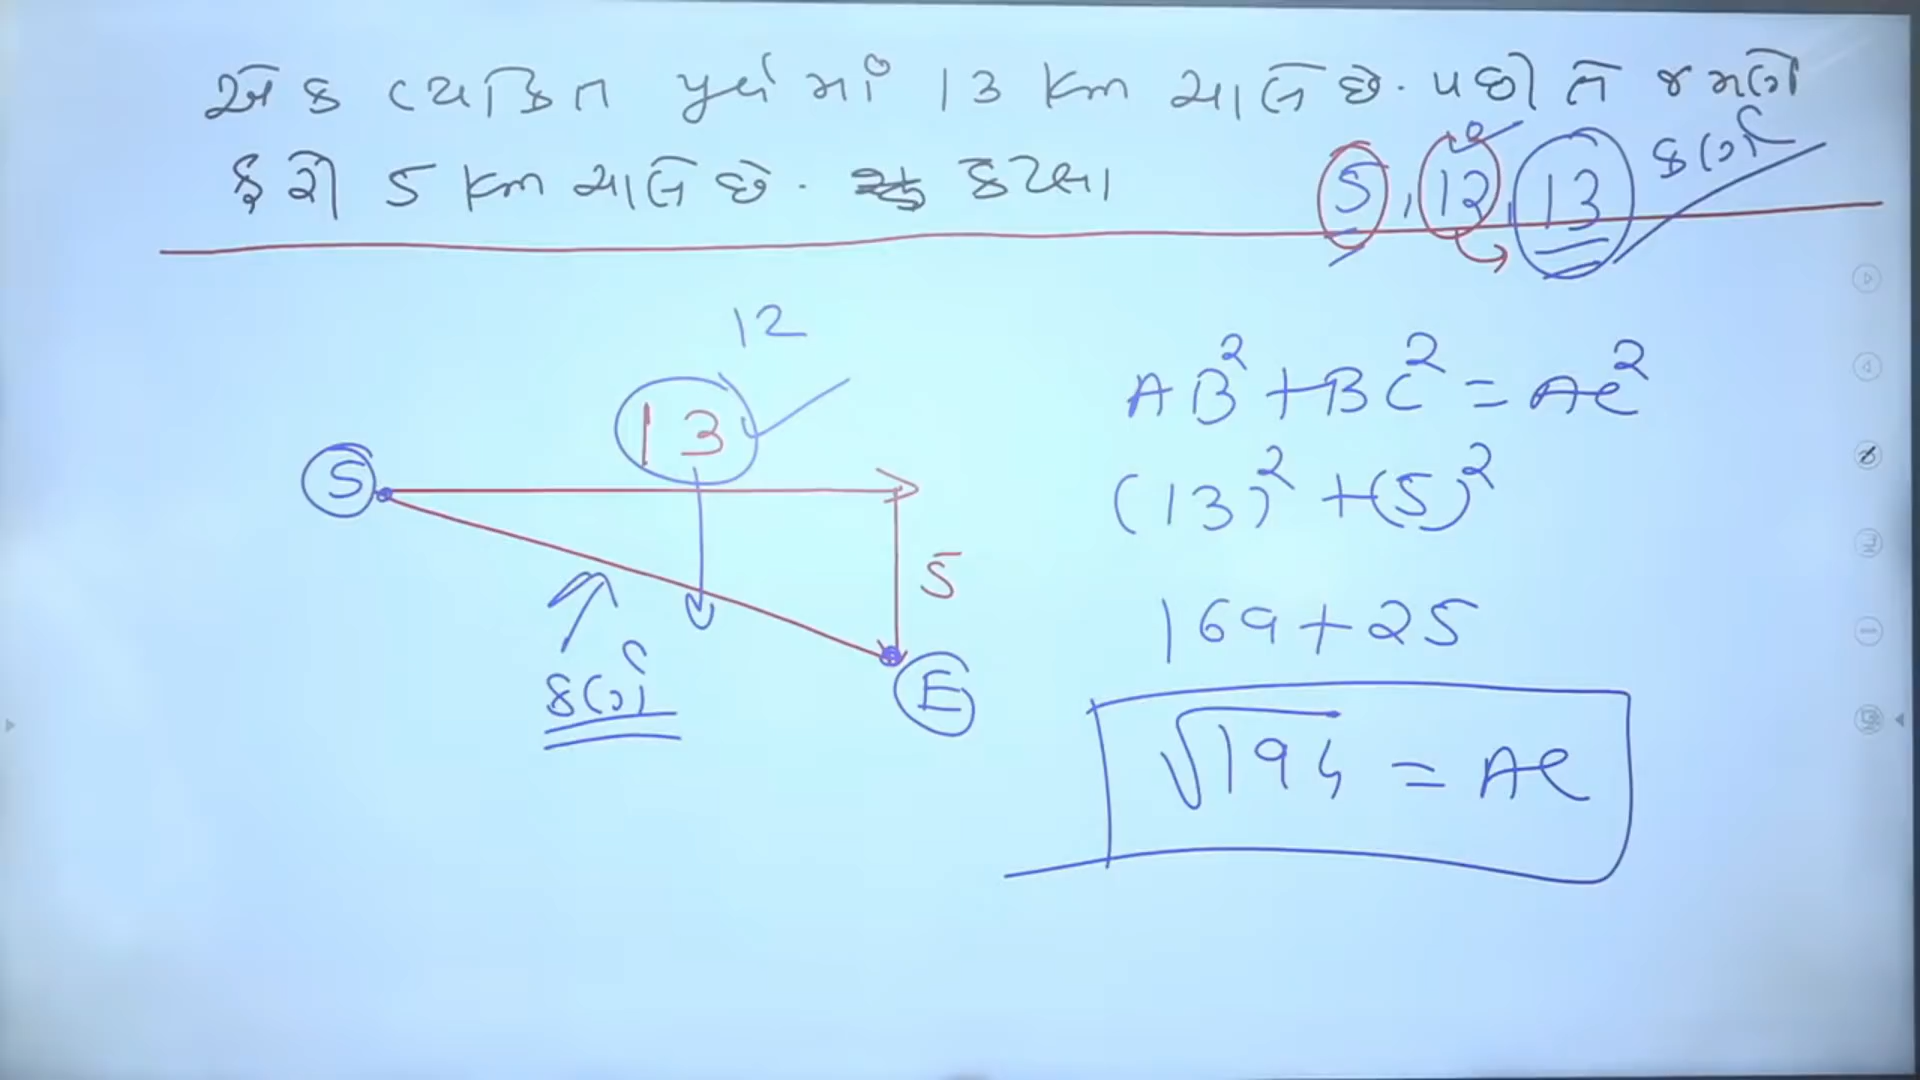 એક વ્યકિત પુર્વ માં 13 Km ચાલે છે. પછી તે જમણી
ફરી 5 Km ચાલે છે. કેટલા
5, 12, 13 કર્ણ
12
13
S
5
કર્ણ
E
AB² + BC² = AC²
(13)² + (5)²
169 + 25
√194 = AC